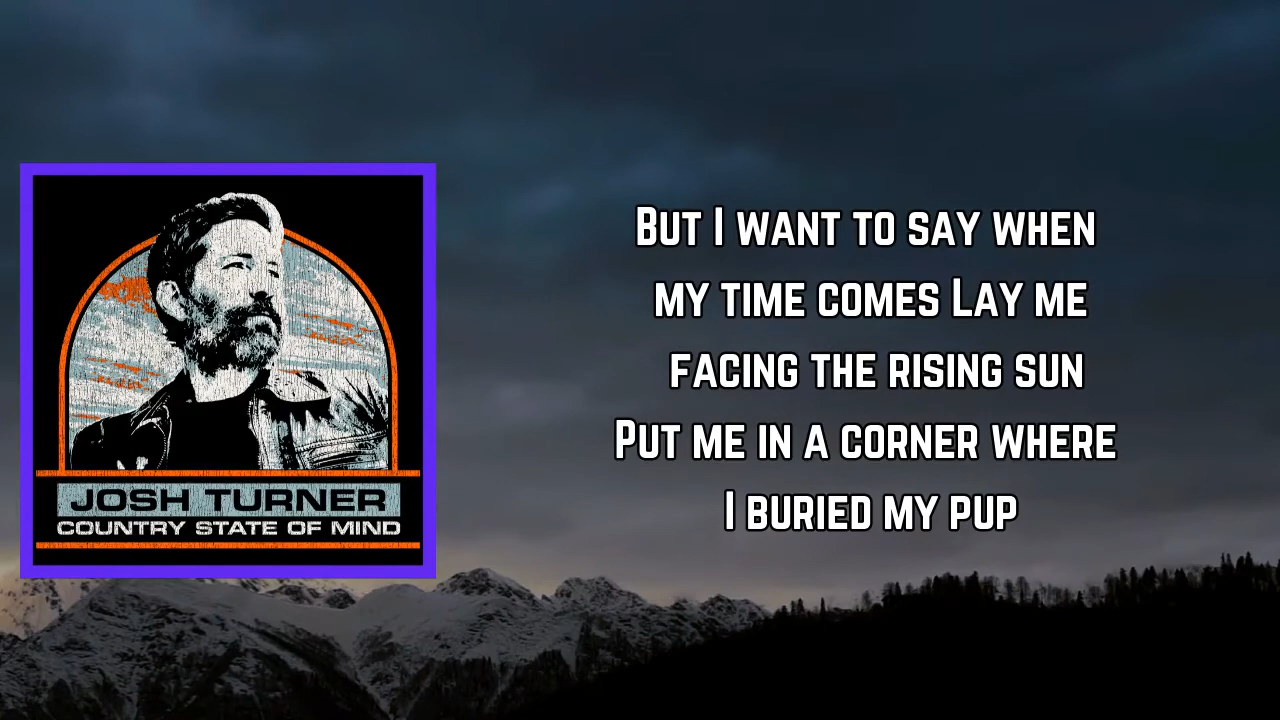 But I want to say when
my time comes Lay me
facing the rising sun
Put me in a corner where
I buried my pup
JOSH TURNER
COUNTRY STATE OF MIND